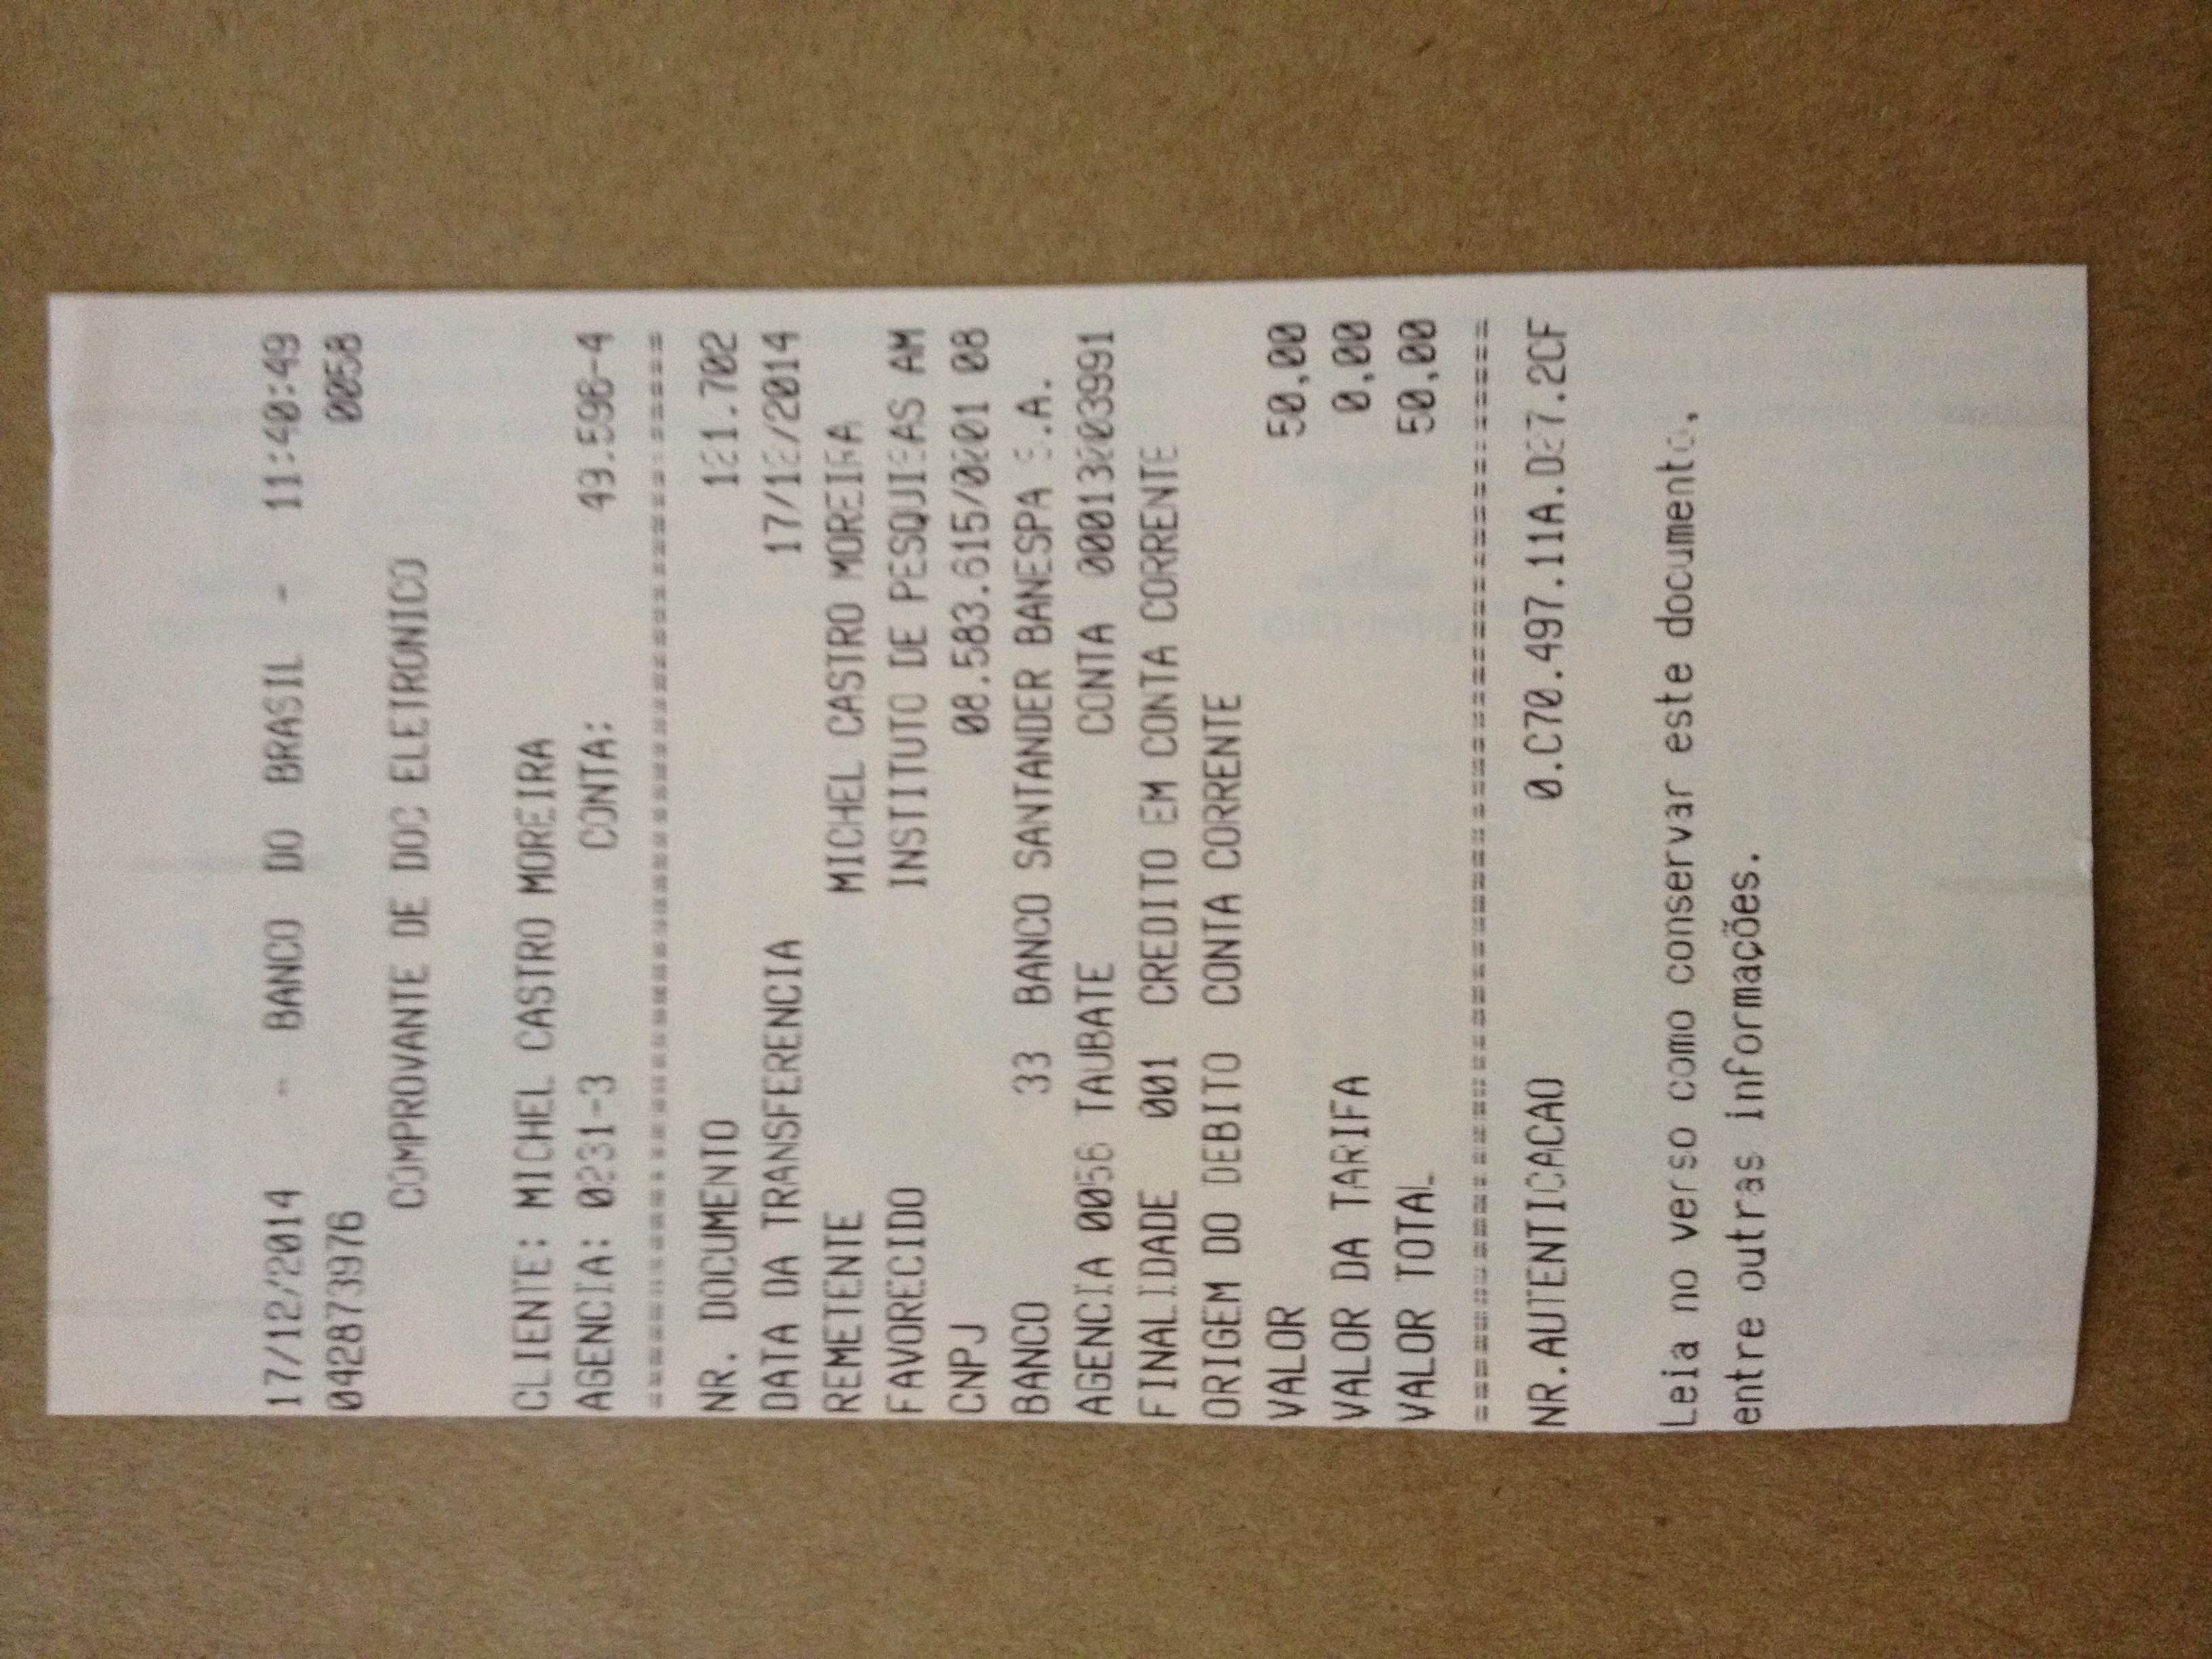 17/12/2014 - BANCO DO BRASIL - 11:40:49
042873976 0058
COMPROVANTE DE DOC ELETRONICO
CLIENTE: MICHEL CASTRO MOREIRA
AGENCIA: 0231-3 CONTA: 49.596-4
================================================
NR. DOCUMENTO 121.702
DATA DA TRANSFERENCIA 17/12/2014
REMETENTE MICHEL CASTRO MOREIRA
FAVORECIDO INSTITUTO DE PESQUISAS AM
CNPJ 08.583.615/0001 08
BANCO 33 BANCO SANTANDER BANESPA S.A.
AGENCIA 0056 TAUBATE CONTA 00013003991
FINALIDADE 001 CREDITO EM CONTA CORRENTE
ORIGEM DO DEBITO CONTA CORRENTE
VALOR 50,00
VALOR DA TARIFA 0,00
VALOR TOTAL 50,00
================================================
NR.AUTENTICACAO
Leia no verso como conservar este documento,
entre outras informações.